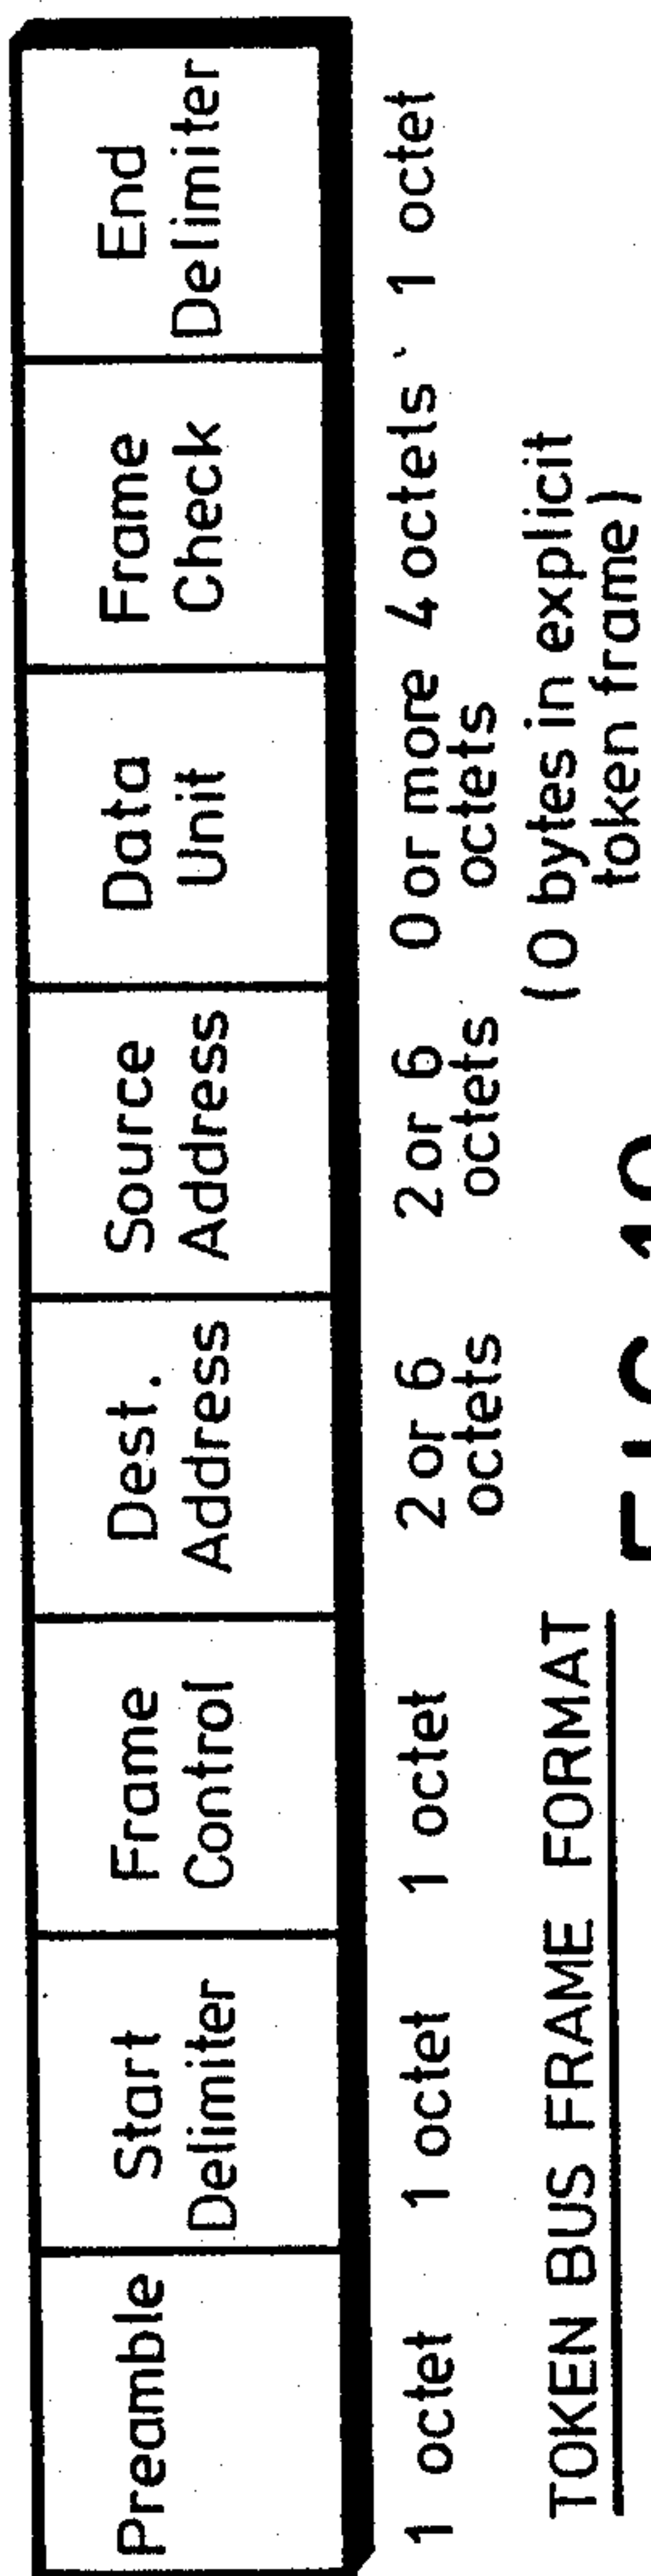 Preamble
Start
Delimiter
Frame
Control
Dest.
Address
Source
Address
Data
Unit
Frame
Check
End
Delimiter
1 octet
1 octet
1 octet
2 or 6
octets
2 or 6
octets
0 or more
octets
4 octets
1 octet
(0 bytes in explicit
token frame)
TOKEN BUS FRAME FORMAT